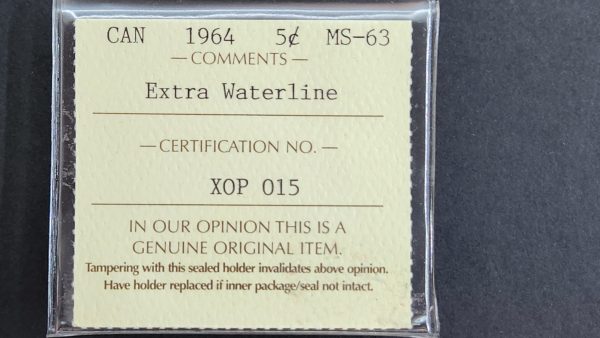 CAN 1964 5¢ MS-63
— COMMENTS —
Extra Waterline
— CERTIFICATION NO. —
XOP 015
IN OUR OPINION THIS IS A
GENUINE ORIGINAL ITEM.
Tampering with this sealed holder invalidates above opinion.
Have holder replaced if inner package/seal not intact.